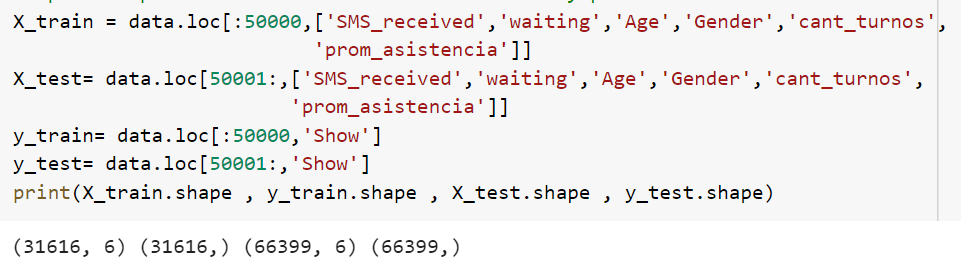 X_train = data.loc[:50000,['SMS_received','waiting','Age','Gender','cant_turnos',
'prom_asistencia']]
X_test= data.loc[50001:,['SMS_received','waiting','Age','Gender','cant_turnos',
'prom_asistencia']]
y_train= data.loc[:50000,'Show']
y_test= data.loc[50001:,'Show']
print(X_train.shape , y_train.shape , X_test.shape , y_test.shape)
(31616, 6) (31616,) (66399, 6) (66399,)